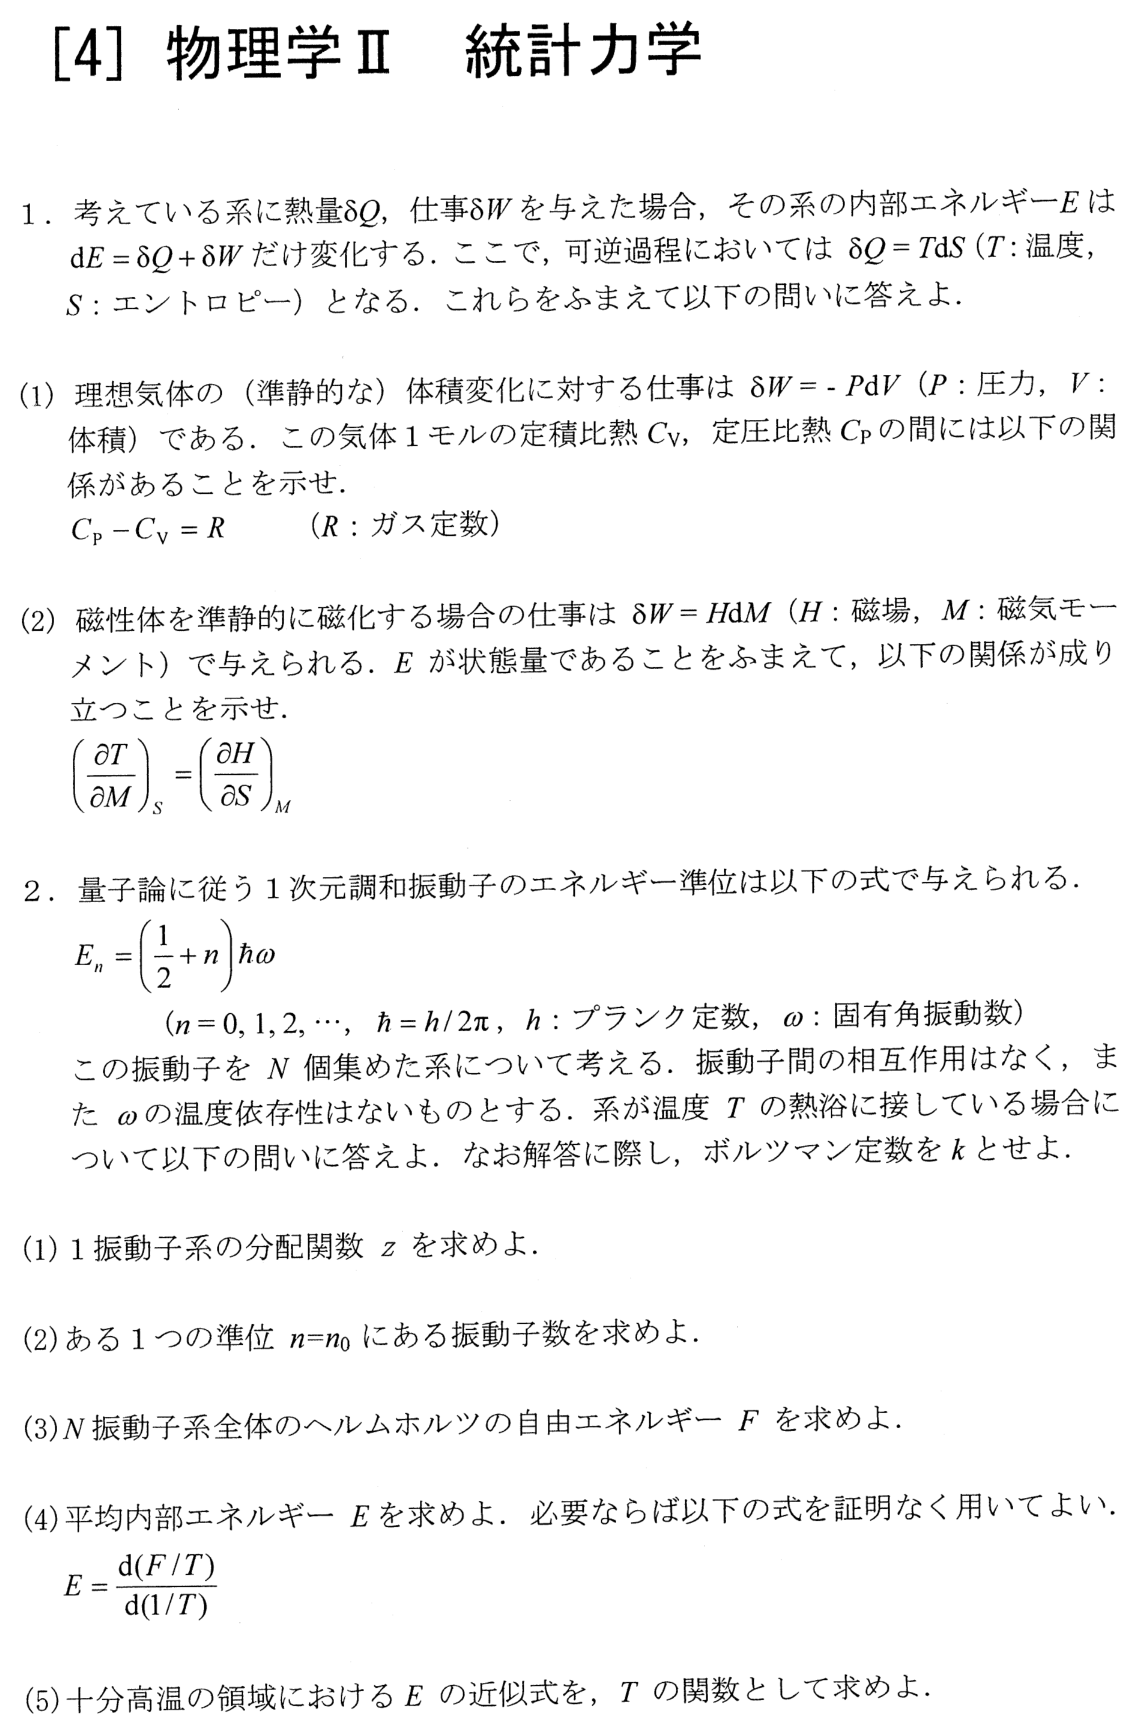 [4] 物理学Ⅱ 統計力学
1．考えている系に熱量δQ，仕事δWを与えた場合，その系の内部エネルギーEは
dE = δQ + δW だけ変化する．ここで，可逆過程においては δQ = TdS（T : 温度，
S : エントロピー）となる．これらをふまえて以下の問いに答えよ．
(1) 理想気体の（準静的な）体積変化に対する仕事は δW = - PdV（P : 圧力，V :
体積）である．この気体1モルの定積比熱 C_V，定圧比熱 C_P の間には以下の関
係があることを示せ．
C_P − C_V = R （R : ガス定数）
(2) 磁性体を準静的に磁化する場合の仕事は δW = HdM（H : 磁場，M : 磁気モー
メント）で与えられる．E が状態量であることをふまえて，以下の関係が成り
立つことを示せ．
(∂T/∂M)_S = (∂H/∂S)_M
2．量子論に従う1次元調和振動子のエネルギー準位は以下の式で与えられる．
E_n = (1/2 + n)ħω
（n = 0, 1, 2, …, ħ = h/2π，h : プランク定数，ω : 固有角振動数）
この振動子を N 個集めた系について考える．振動子間の相互作用はなく，ま
た ωの温度依存性はないものとする．系が温度 T の熱浴に接している場合に
ついて以下の問いに答えよ．なお解答に際し，ボルツマン定数を k とせよ．
(1) 1振動子系の分配関数 z を求めよ．
(2)ある1つの準位 n=n₀ にある振動子数を求めよ．
(3)N振動子系全体のヘルムホルツの自由エネルギー F を求めよ．
(4)平均内部エネルギー E を求めよ．必要ならば以下の式を証明なく用いてよい．
E = d(F/T)/d(1/T)
(5)十分高温の領域における E の近似式を，T の関数として求めよ．